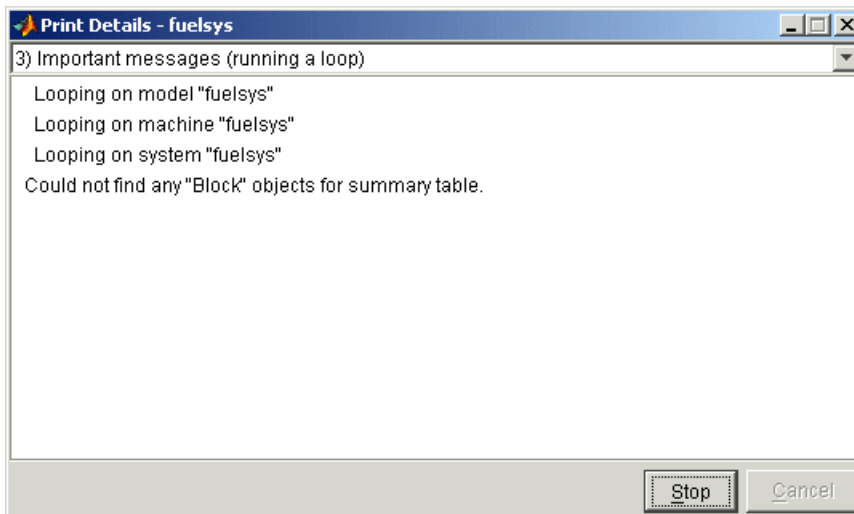 Print Details - fuelsys
3) Important messages (running a loop)
Looping on model "fuelsys"
Looping on machine "fuelsys"
Looping on system "fuelsys"
Could not find any "Block" objects for summary table.
Stop
Cancel